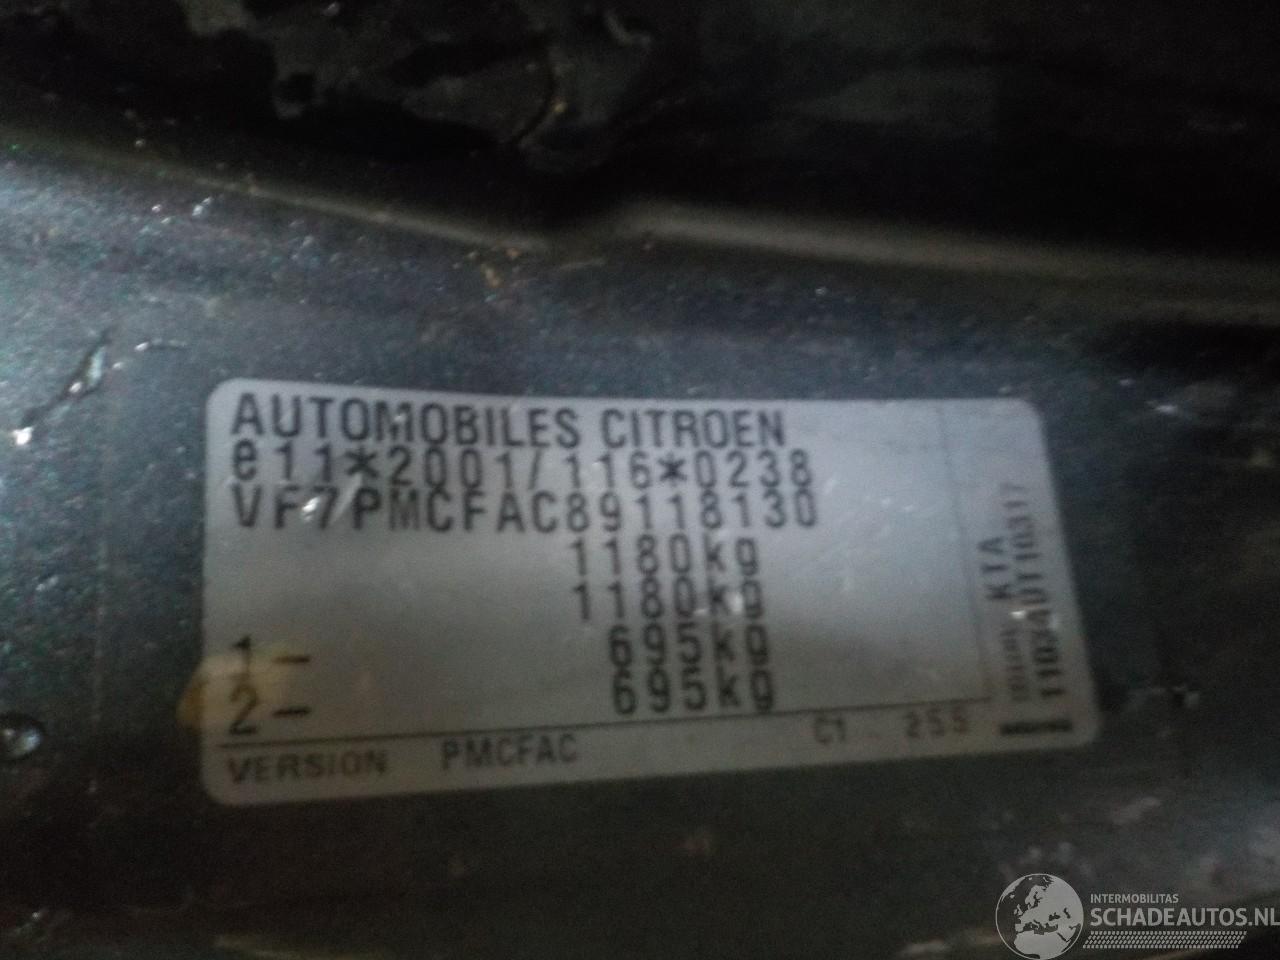 AUTOMOBILES CITROEN
e11*2001/116*0238
VF7PMCFAC89118130
1180kg
1180kg
1- 695kg
2- 695kg
VERSION PMCFAC C1 255
KTA
INTERMOBILITAS
SCHADEAUTOS.NL